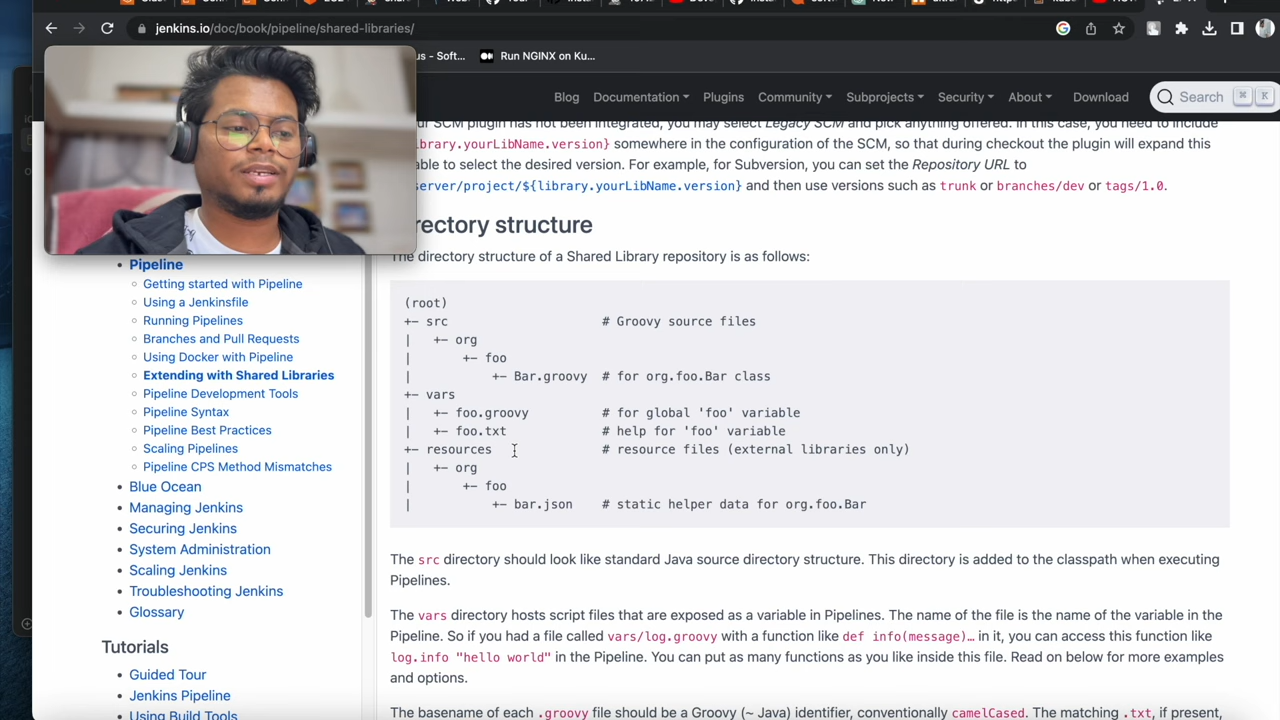 jenkins.io/doc/book/pipeline/shared-libraries/
us - Soft...
Run NGINX on Ku...
Blog
Documentation
Plugins
Community
Subprojects
Security
About
Download
Search
⌘
K
ur SCM plugin has not been integrated, you may select Legacy SCM and pick anything offered. In this case, you need to include
ibrary.yourLibName.version} somewhere in the configuration of the SCM, so that during checkout the plugin will expand this
able to select the desired version. For example, for Subversion, you can set the Repository URL to
server/project/${library.yourLibName.version} and then use versions such as trunk or branches/dev or tags/1.0.
rectory structure
The directory structure of a Shared Library repository is as follows:
(root)
+- src # Groovy source files
| +- org
| +- foo
| +- Bar.groovy # for org.foo.Bar class
+- vars
| +- foo.groovy # for global 'foo' variable
| +- foo.txt # help for 'foo' variable
+- resources # resource files (external libraries only)
| +- org
| +- foo
| +- bar.json # static helper data for org.foo.Bar
The src directory should look like standard Java source directory structure. This directory is added to the classpath when executing
Pipelines.
The vars directory hosts script files that are exposed as a variable in Pipelines. The name of the file is the name of the variable in the
Pipeline. So if you had a file called vars/log.groovy with a function like def info(message)… in it, you can access this function like
log.info "hello world" in the Pipeline. You can put as many functions as you like inside this file. Read on below for more examples
and options.
The basename of each .groovy file should be a Groovy (~ Java) identifier, conventionally camelCased. The matching .txt, if present,
Pipeline
Getting started with Pipeline
Using a Jenkinsfile
Running Pipelines
Branches and Pull Requests
Using Docker with Pipeline
Extending with Shared Libraries
Pipeline Development Tools
Pipeline Syntax
Pipeline Best Practices
Scaling Pipelines
Pipeline CPS Method Mismatches
Blue Ocean
Managing Jenkins
Securing Jenkins
System Administration
Scaling Jenkins
Troubleshooting Jenkins
Glossary
Tutorials
Guided Tour
Jenkins Pipeline
Using Build Tools